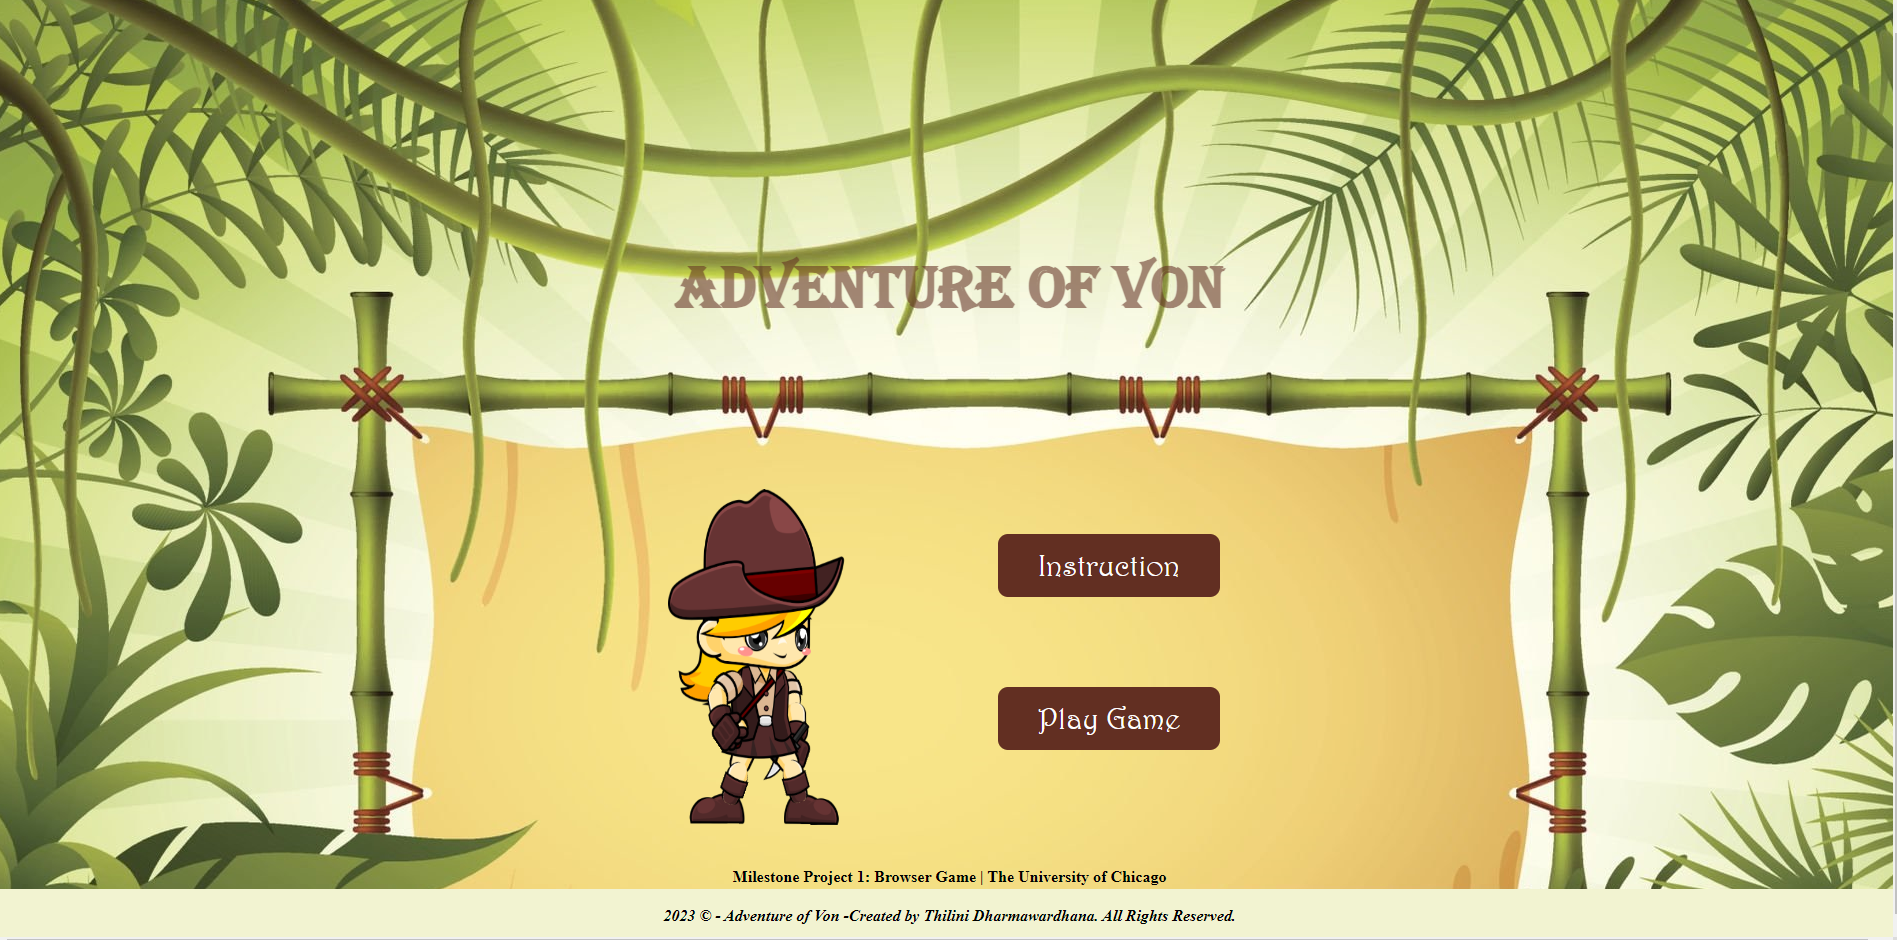 ADVENTURE OF VON
Instruction
Play Game
Milestone Project 1: Browser Game | The University of Chicago
2023 © - Adventure of Von -Created by Thilini Dharmawardhana. All Rights Reserved.